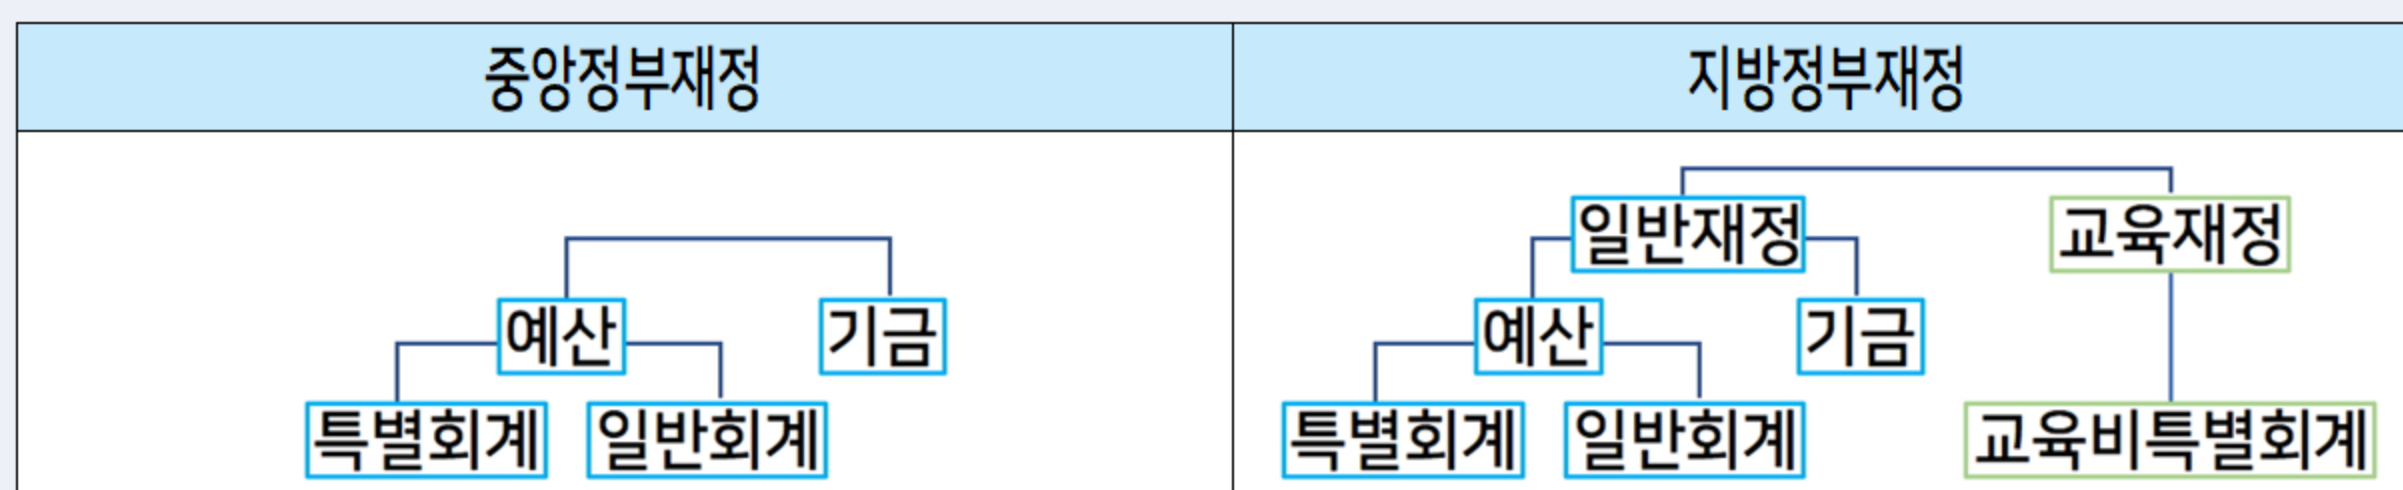 중앙정부재정
지방정부재정
예산
기금
특별회계
일반회계
일반재정
교육재정
예산
기금
특별회계
일반회계
교육비특별회계